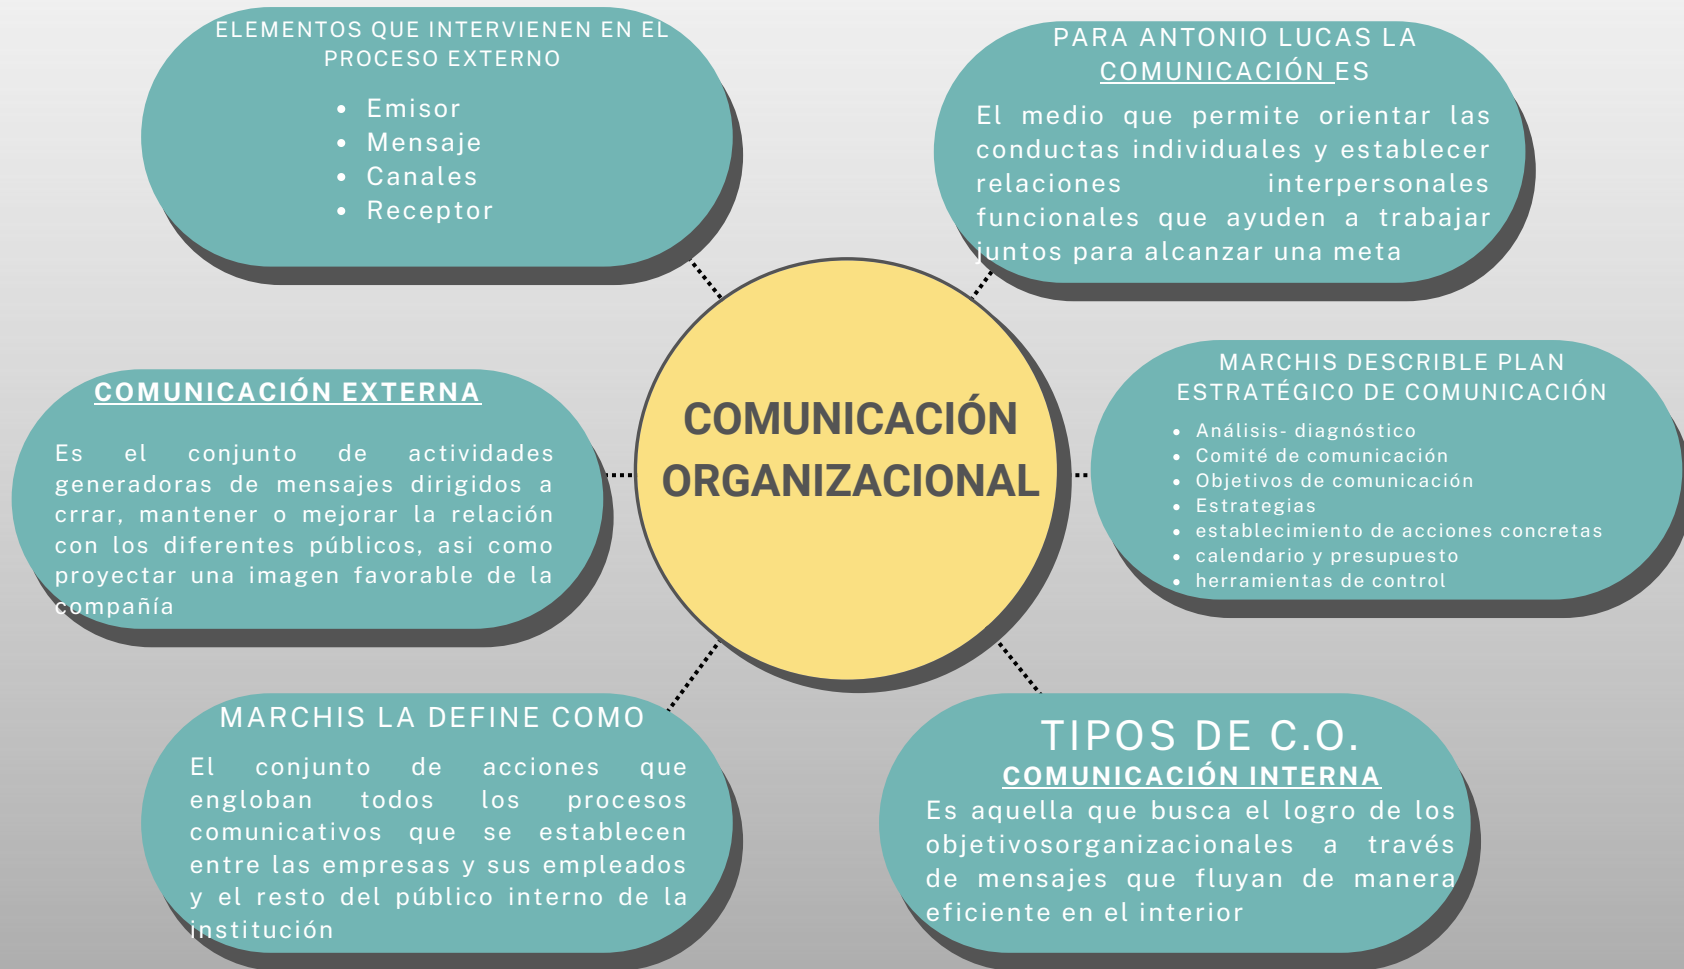 ELEMENTOS QUE INTERVIENEN EN EL
PROCESO EXTERNO
• Emisor
• Mensaje
• Canales
• Receptor
PARA ANTONIO LUCAS LA
COMUNICACIÓN ES
El medio que permite orientar las
conductas individuales y establecer
relaciones interpersonales
funcionales que ayuden a trabajar
juntos para alcanzar una meta
COMUNICACIÓN EXTERNA
Es el conjunto de actividades
generadoras de mensajes dirigidos a
crrar, mantener o mejorar la relación
con los diferentes públicos, asi como
proyectar una imagen favorable de la
compañía
COMUNICACIÓN
ORGANIZACIONAL
MARCHIS DESCRIBLE PLAN
ESTRATÉGICO DE COMUNICACIÓN
• Análisis- diagnóstico
• Comité de comunicación
• Objetivos de comunicación
• Estrategias
• establecimiento de acciones concretas
• calendario y presupuesto
• herramientas de control
MARCHIS LA DEFINE COMO
El conjunto de acciones que
engloban todos los procesos
comunicativos que se establecen
entre las empresas y sus empleados
y el resto del público interno de la
institución
TIPOS DE C.O.
COMUNICACIÓN INTERNA
Es aquella que busca el logro de los
objetivosorganizacionales a través
de mensajes que fluyan de manera
eficiente en el interior